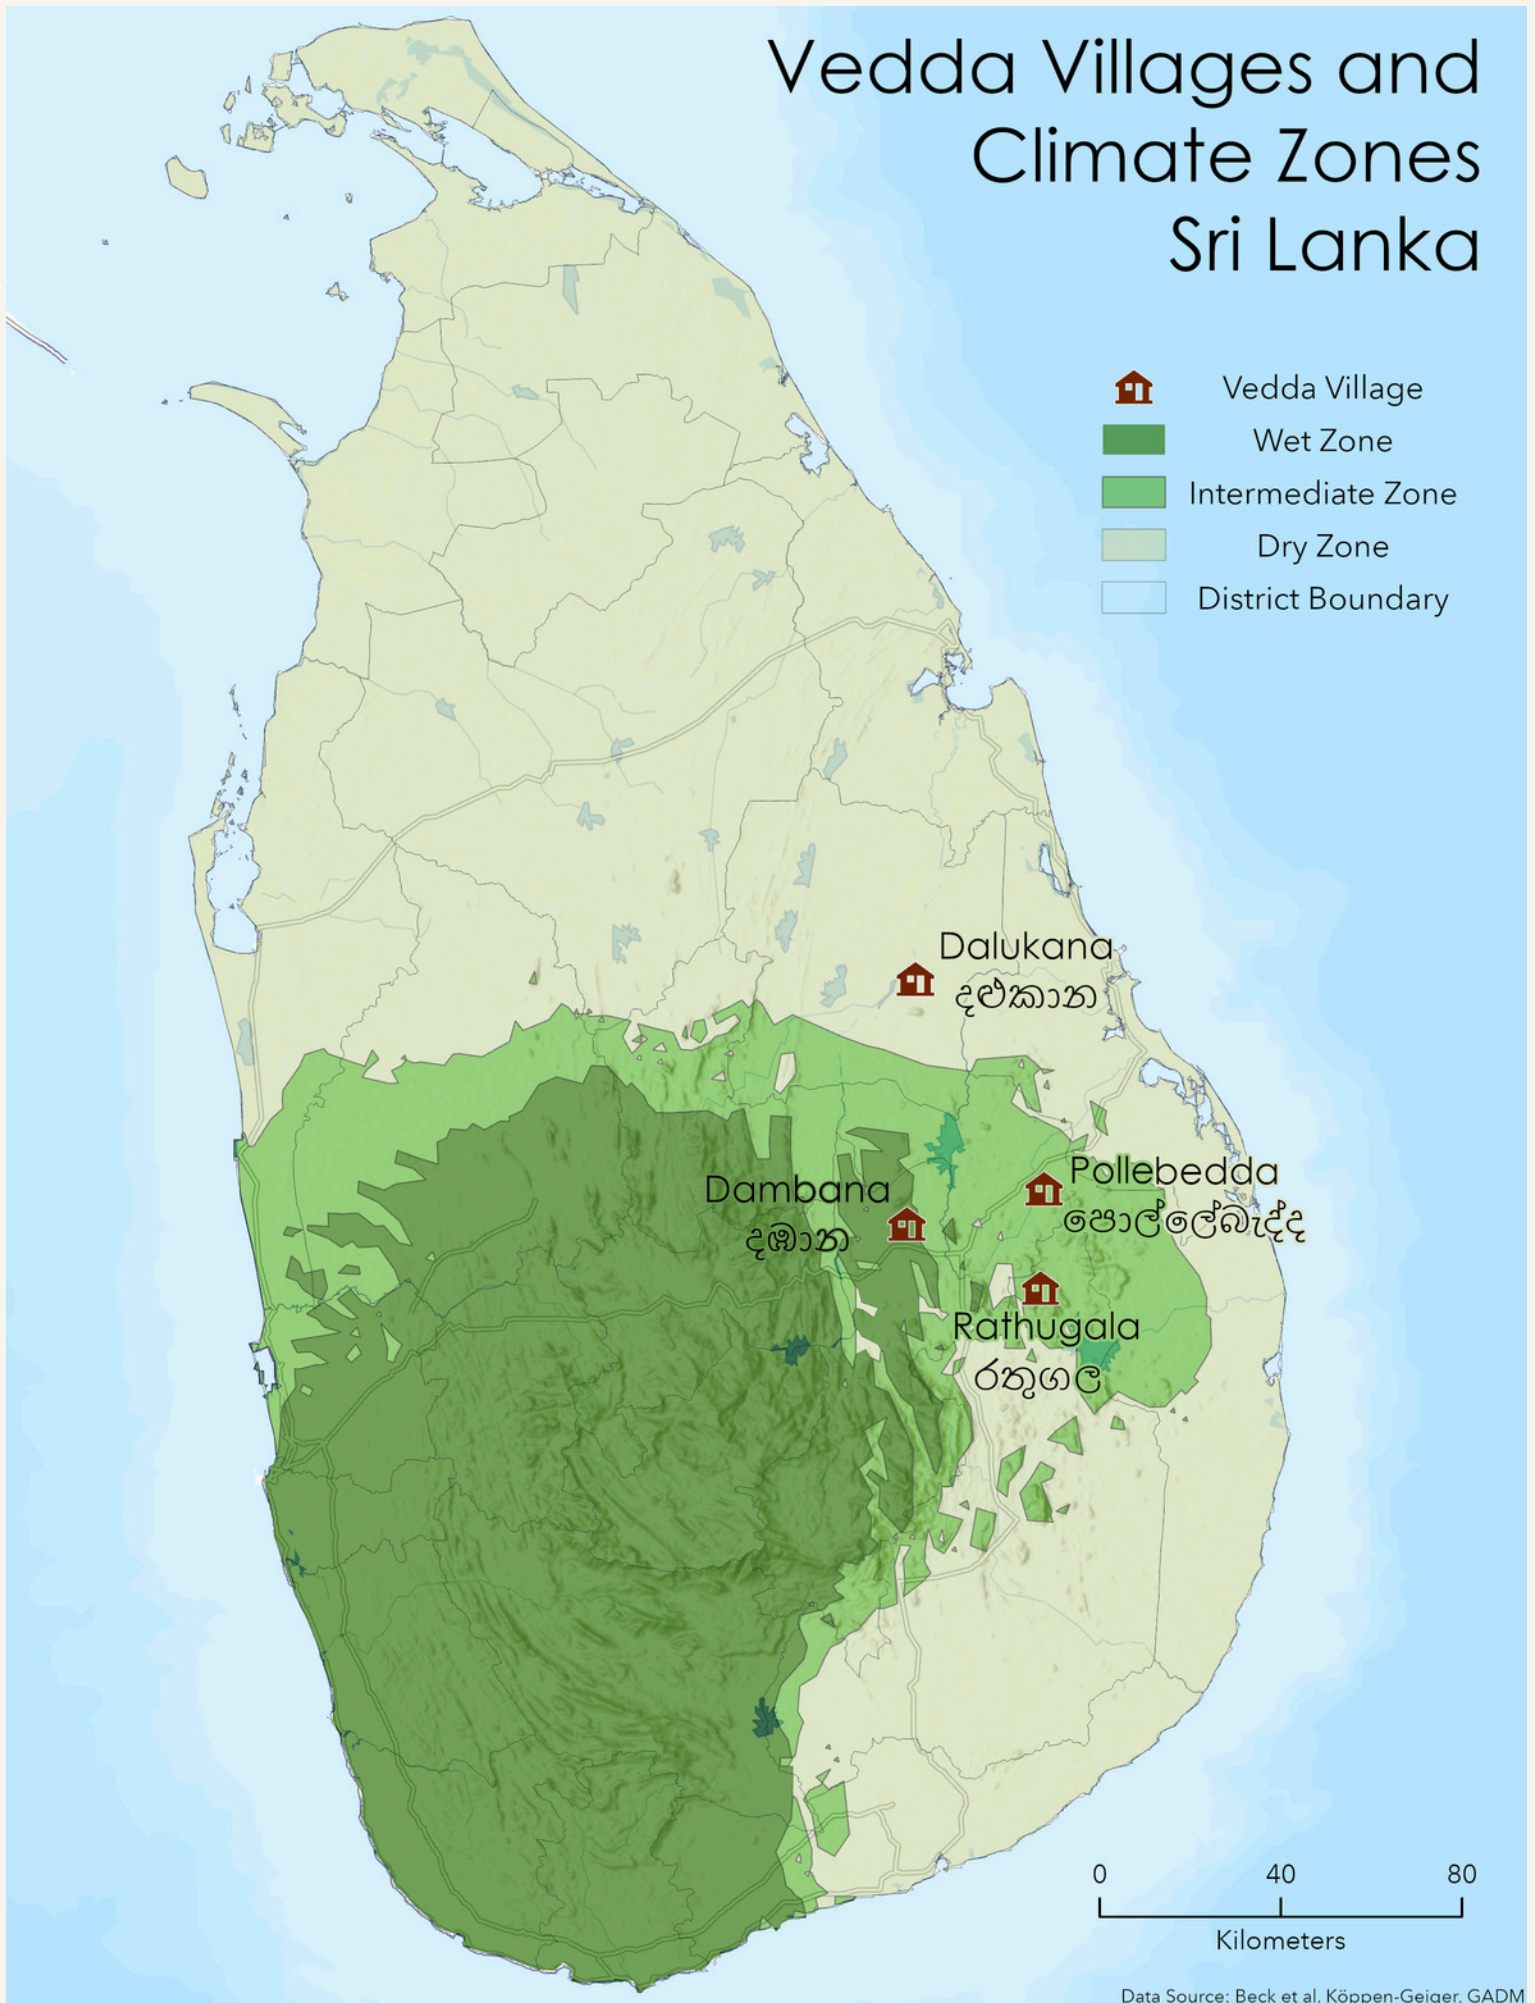 Vedda Villages and
Climate Zones
Sri Lanka
Vedda Village
Wet Zone
Intermediate Zone
Dry Zone
District Boundary
Dalukana
දළුකාන
Dambana
දඹාන
Pollebedda
පොල්ලේබැද්ද
Rathugala
රතුගල
0 40 80
Kilometers
Data Source: Beck et al. Köppen-Geiger, GADM